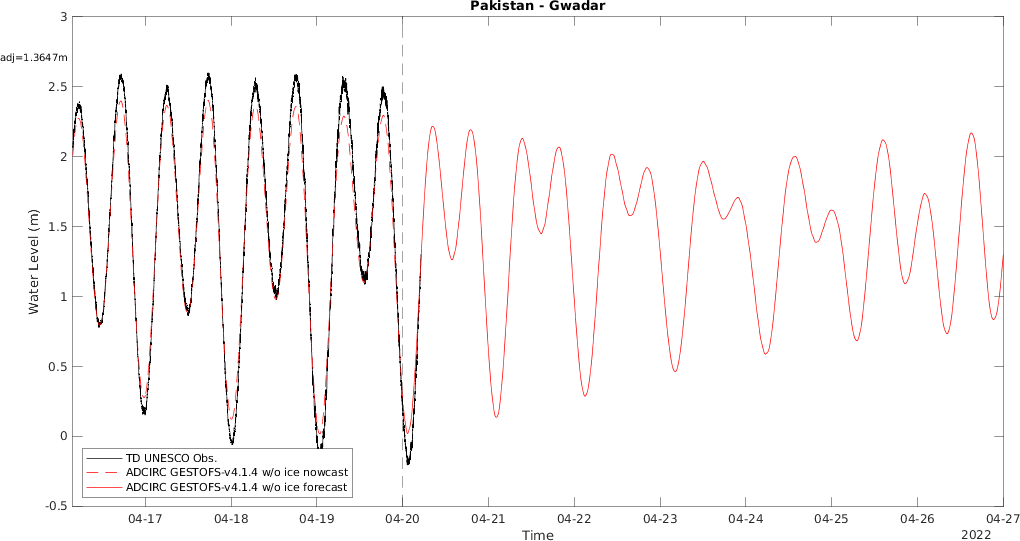 Pakistan - Gwadar
adj=1.3647m
3
2.5
2
1.5
1
0.5
0
-0.5
Water Level (m)
TD UNESCO Obs.
ADCIRC GESTOFS-v4.1.4 w/o ice nowcast
ADCIRC GESTOFS-v4.1.4 w/o ice forecast
04-17 04-18 04-19 04-20 04-21 04-22 04-23 04-24 04-25 04-26 04-27
Time
2022